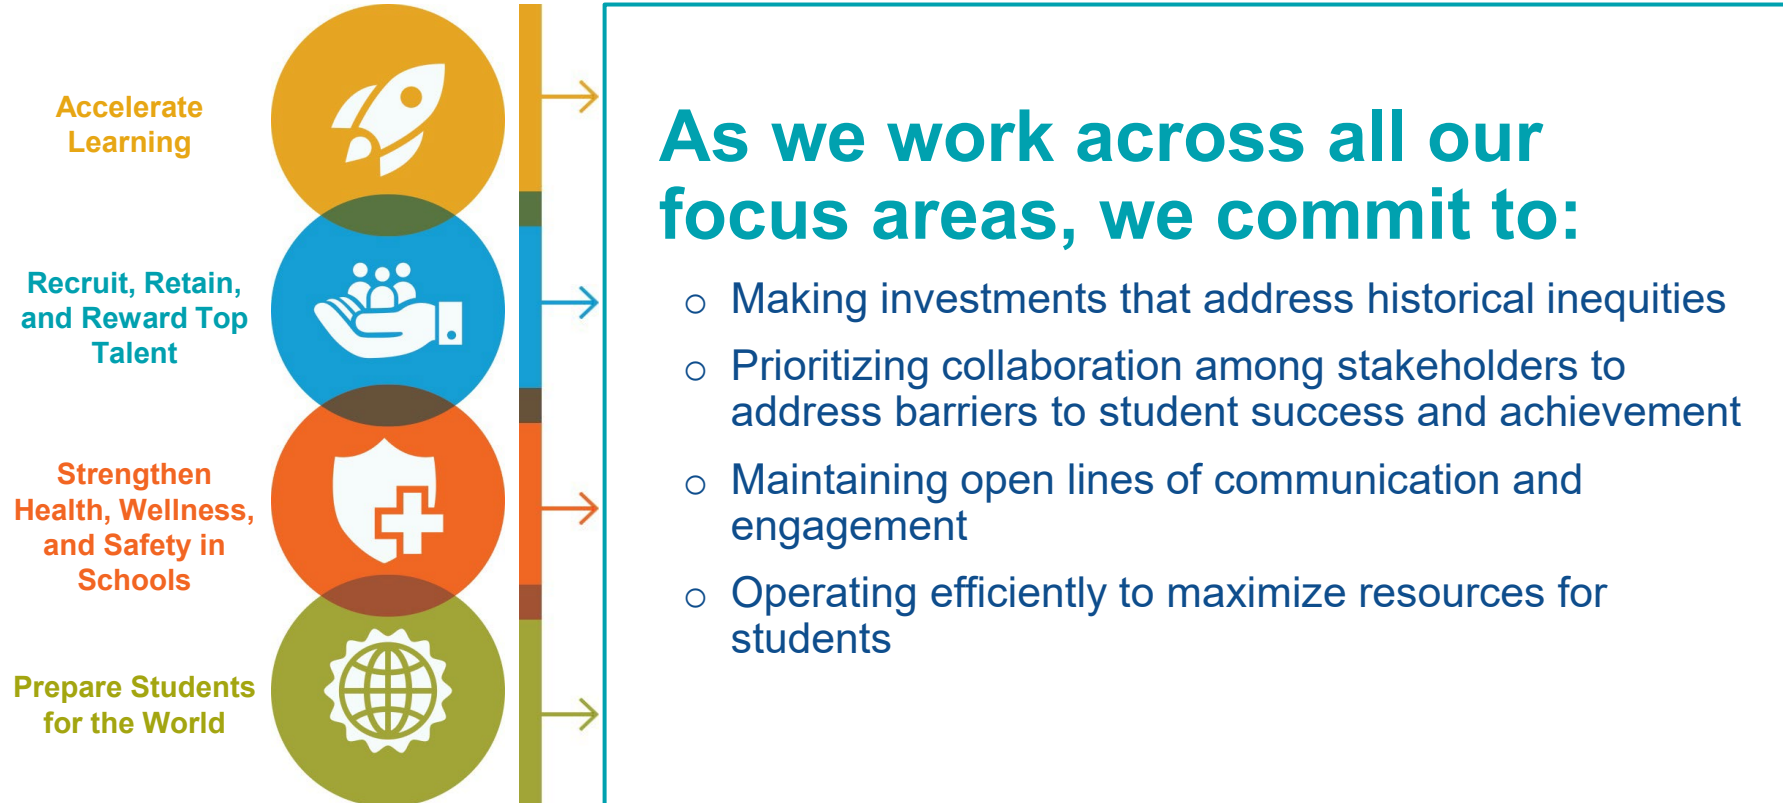 Accelerate
Learning
Recruit, Retain,
and Reward Top
Talent
Strengthen
Health, Wellness,
and Safety in
Schools
Prepare Students
for the World
As we work across all our
focus areas, we commit to:
o Making investments that address historical inequities
o Prioritizing collaboration among stakeholders to
address barriers to student success and achievement
o Maintaining open lines of communication and
engagement
o Operating efficiently to maximize resources for
students